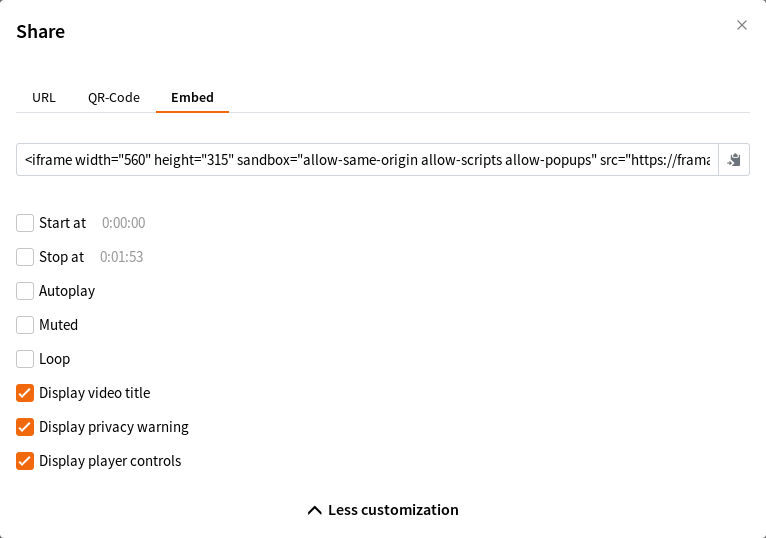 Share
URL QR-Code Embed
<iframe width="560" height="315" sandbox="allow-same-origin allow-scripts allow-popups" src="https://frama
Start at 0:00:00
Stop at 0:01:53
Autoplay
Muted
Loop
Display video title
Display privacy warning
Display player controls
Less customization